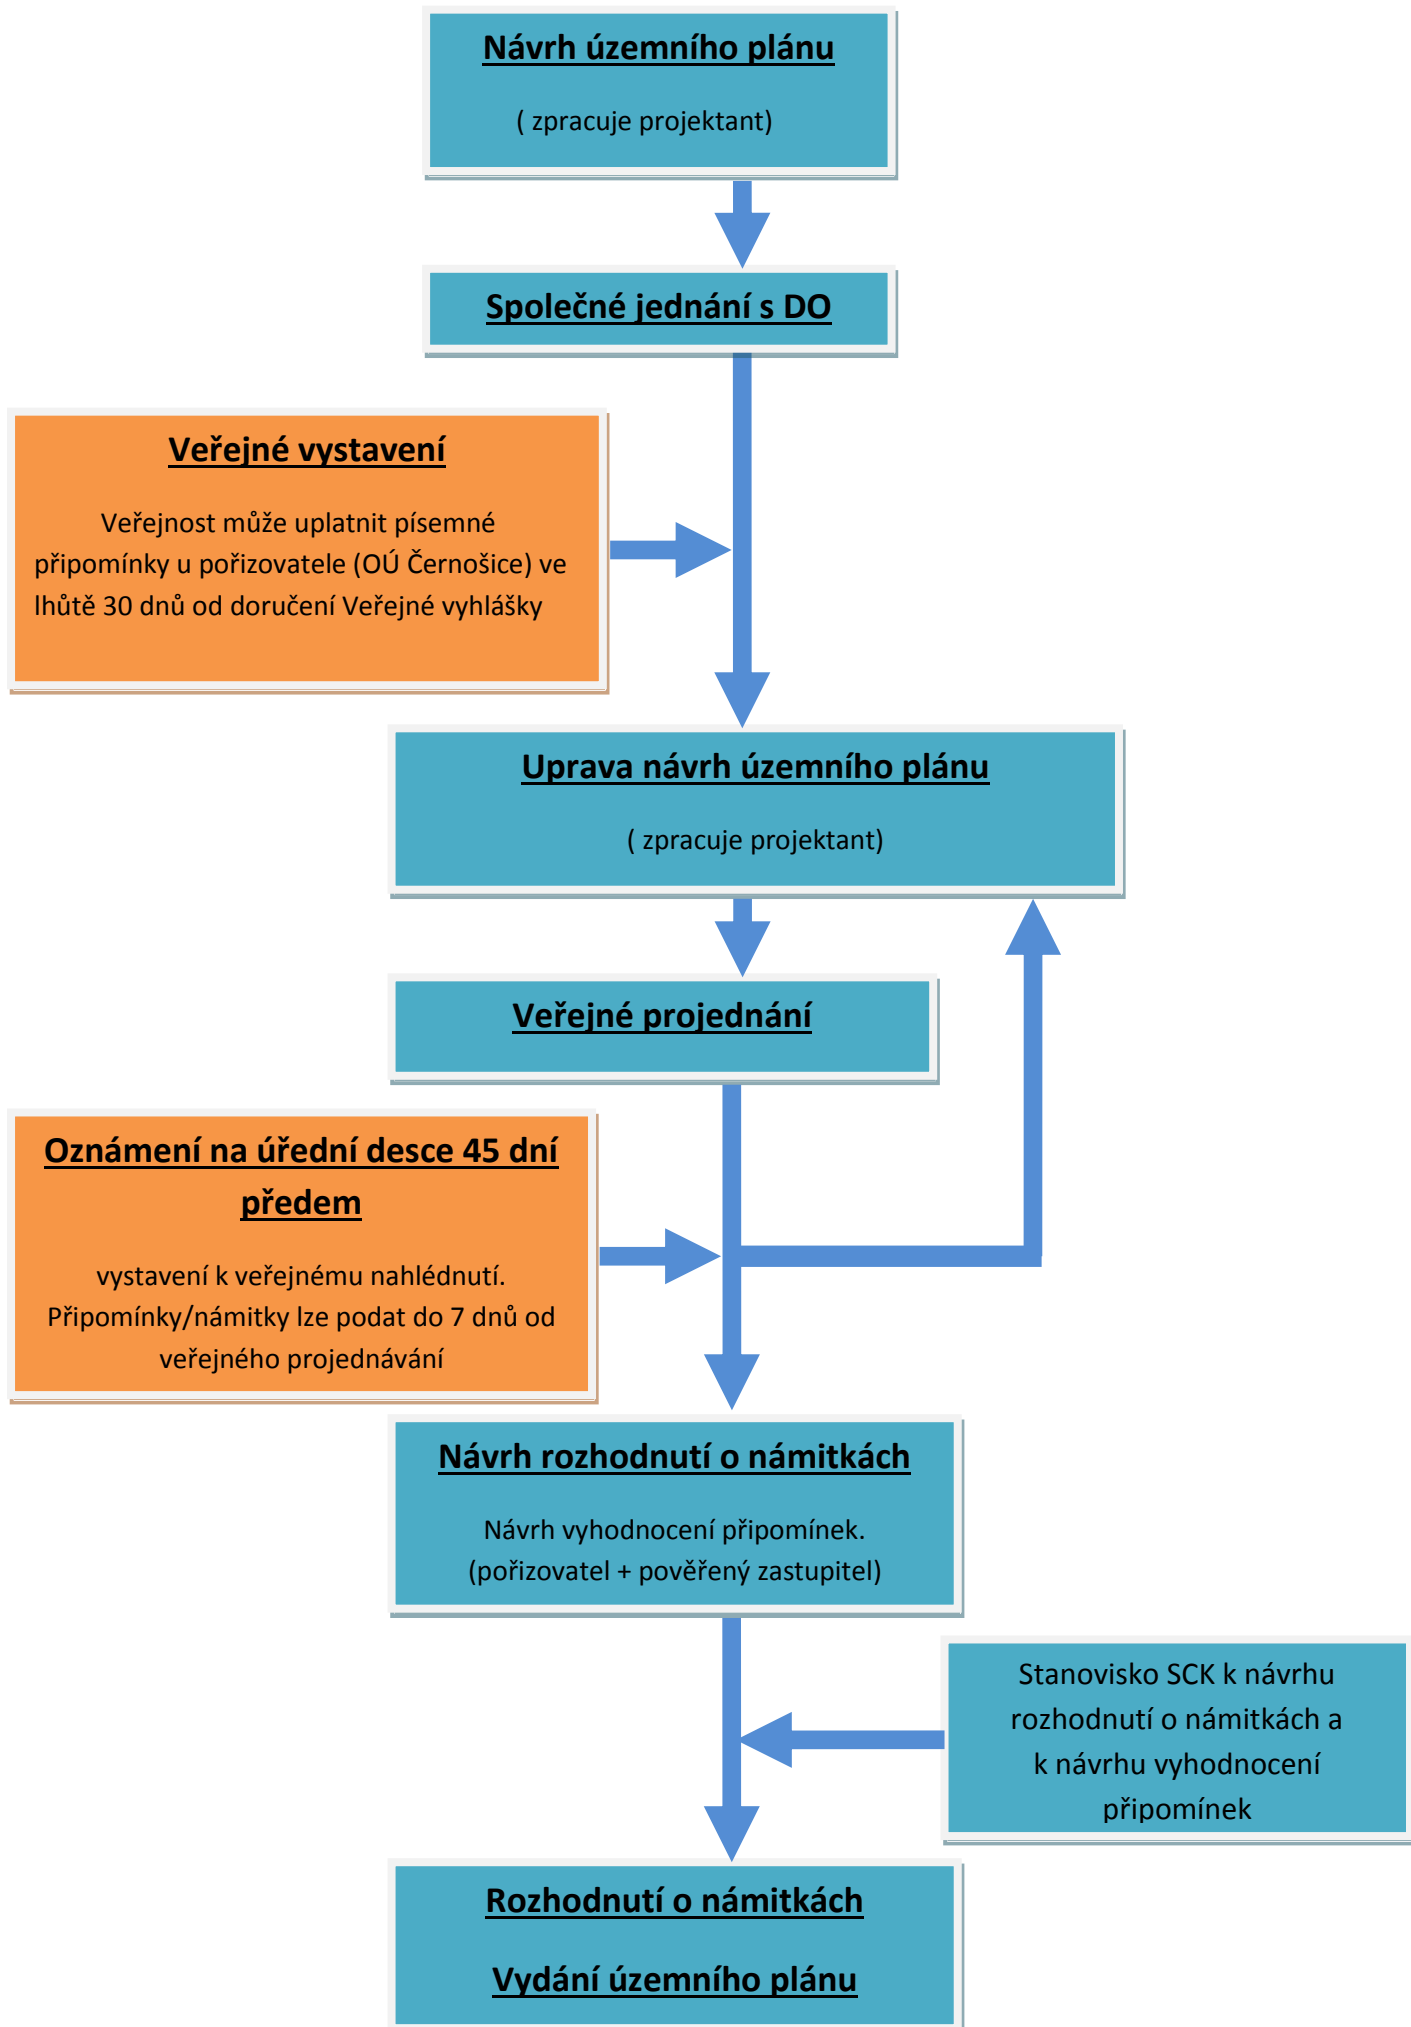 Návrh územního plánu
( zpracuje projektant)
Společné jednání s DO
Veřejné vystavení
Veřejnost může uplatnit písemné
připomínky u pořizovatele (OÚ Černošice) ve
lhůtě 30 dnů od doručení Veřejné vyhlášky
Uprava návrh územního plánu
( zpracuje projektant)
Veřejné projednání
Oznámení na úřední desce 45 dní
předem
vystavení k veřejnému nahlédnutí.
Připomínky/námitky lze podat do 7 dnů od
veřejného projednávání
Návrh rozhodnutí o námitkách
Návrh vyhodnocení připomínek.
(pořizovatel + pověřený zastupitel)
Stanovisko SCK k návrhu
rozhodnutí o námitkách a
k návrhu vyhodnocení
připomínek
Rozhodnutí o námitkách
Vydání územního plánu